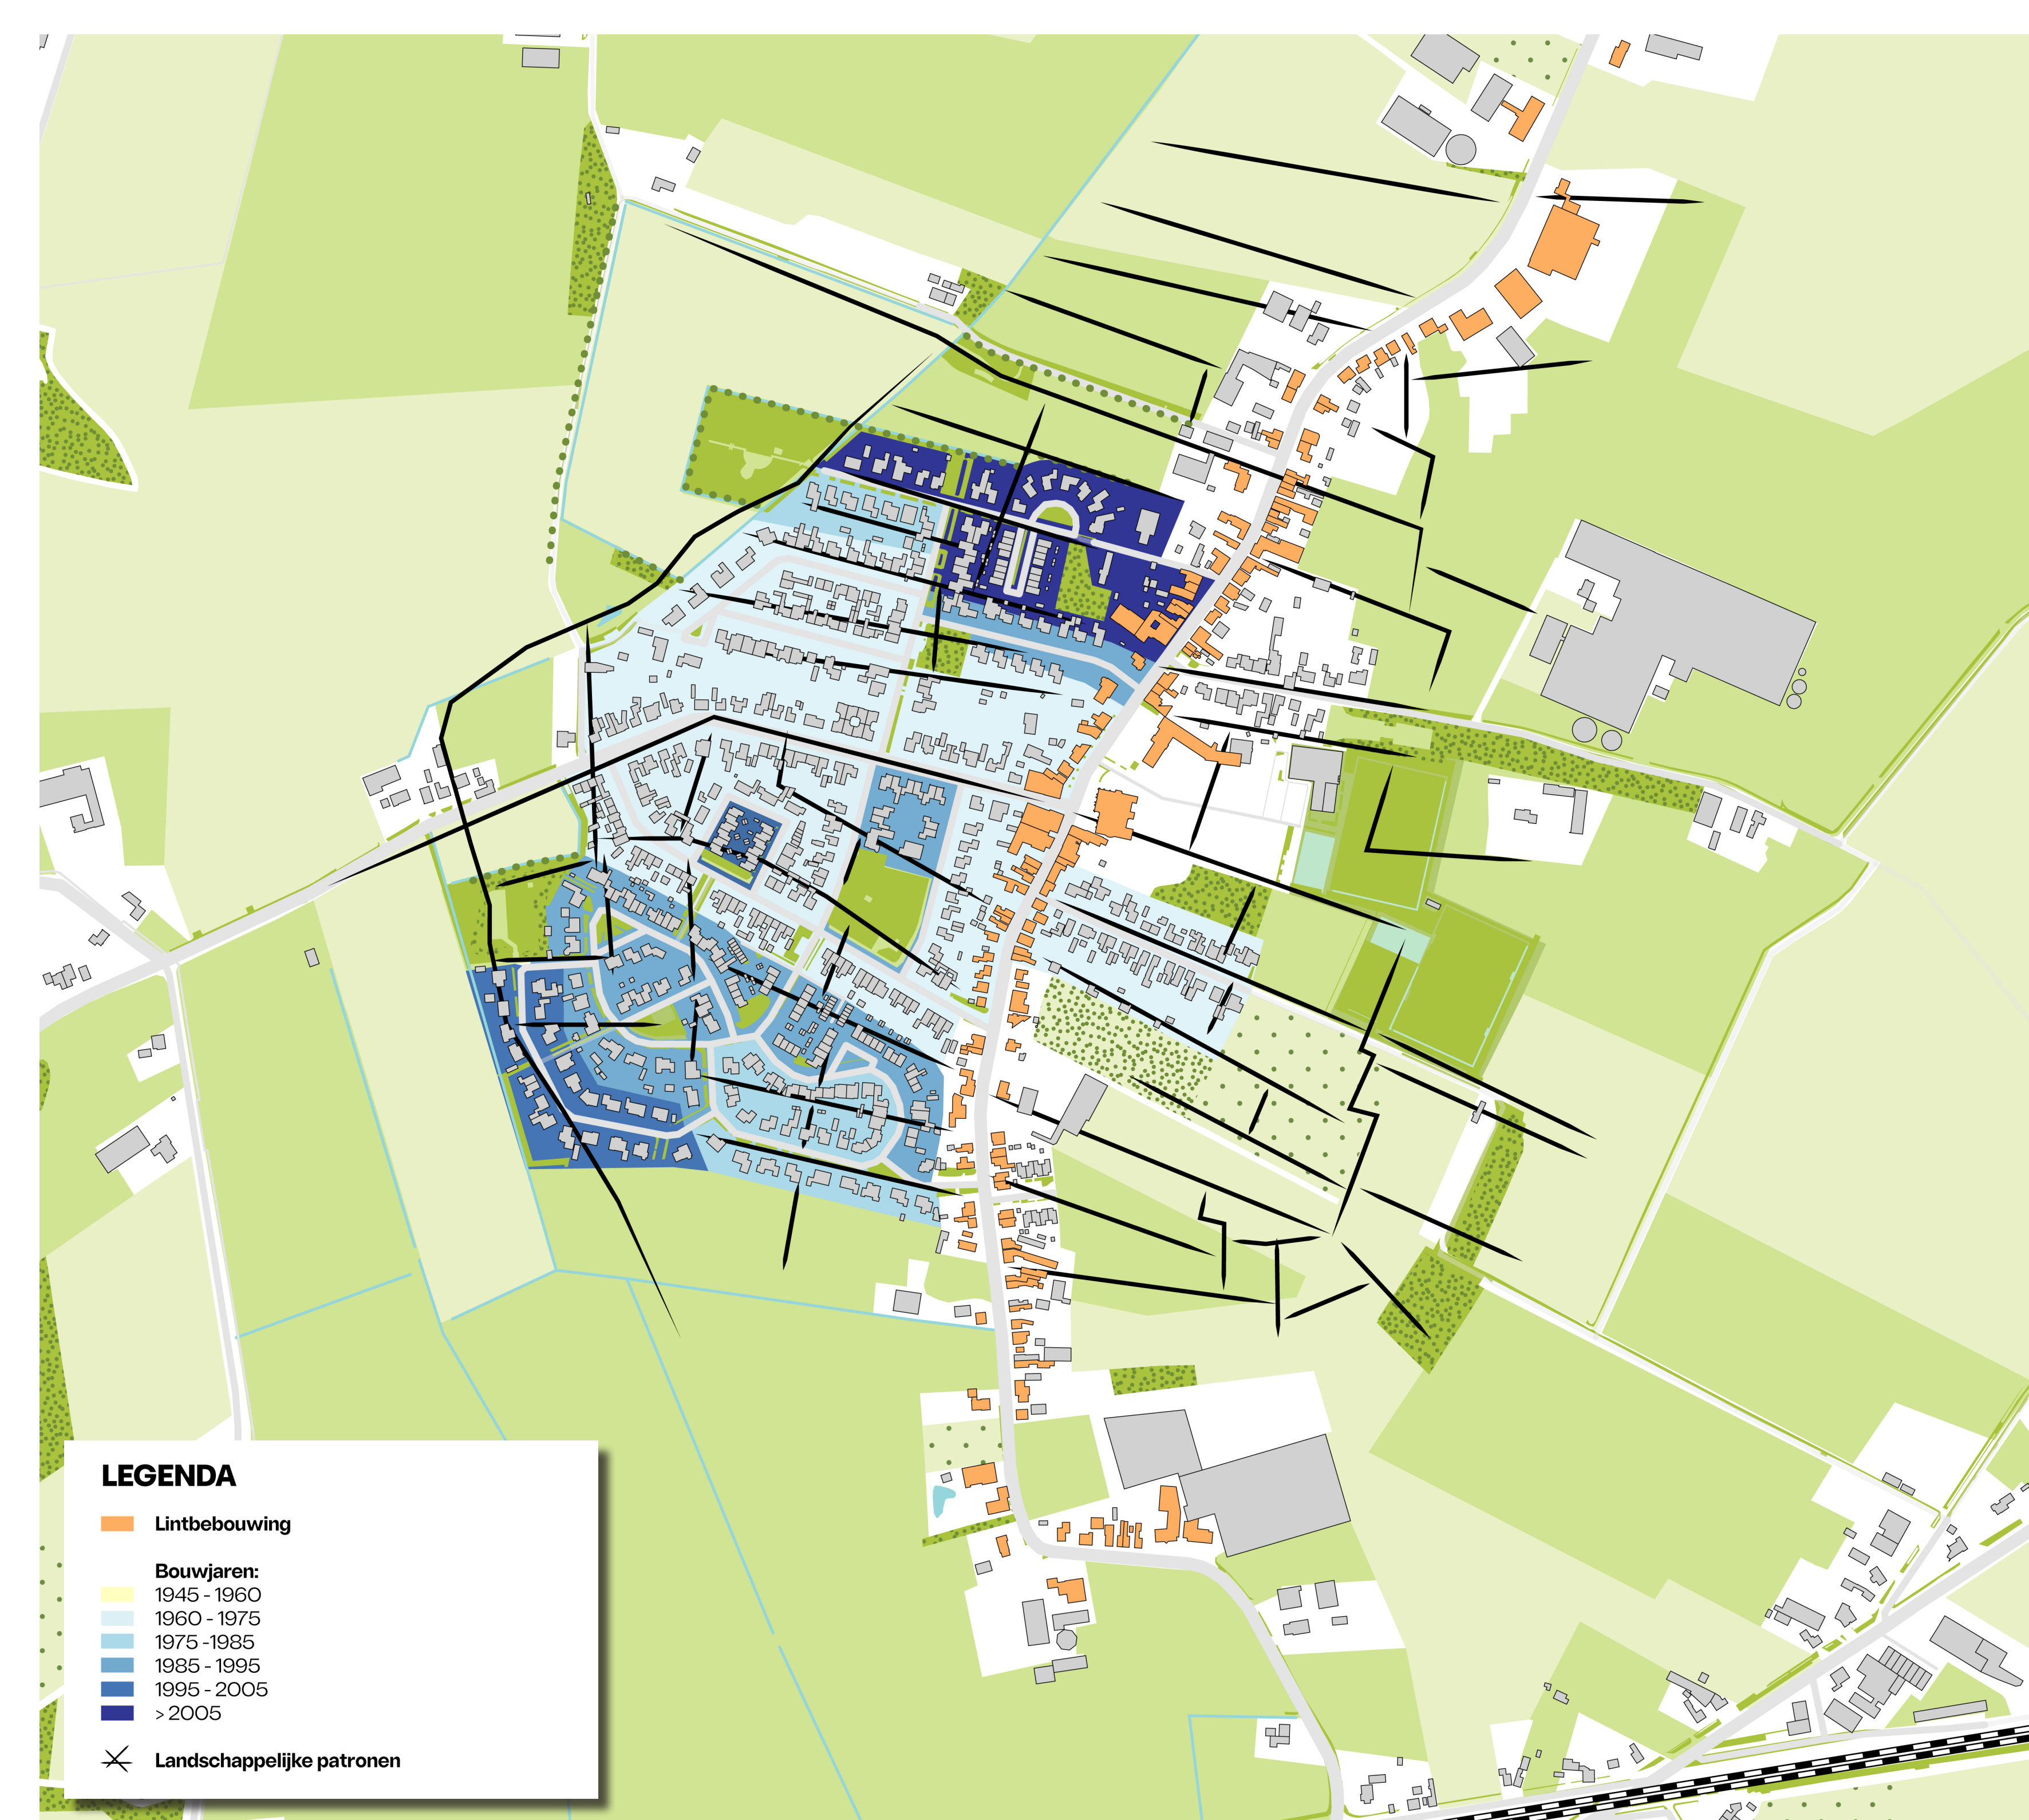 LEGENDA
Lintbebouwing
Bouwjaren:
1945 - 1960
1960 - 1975
1975 -1985
1985 - 1995
1995 - 2005
> 2005
Landschappelijke patronen